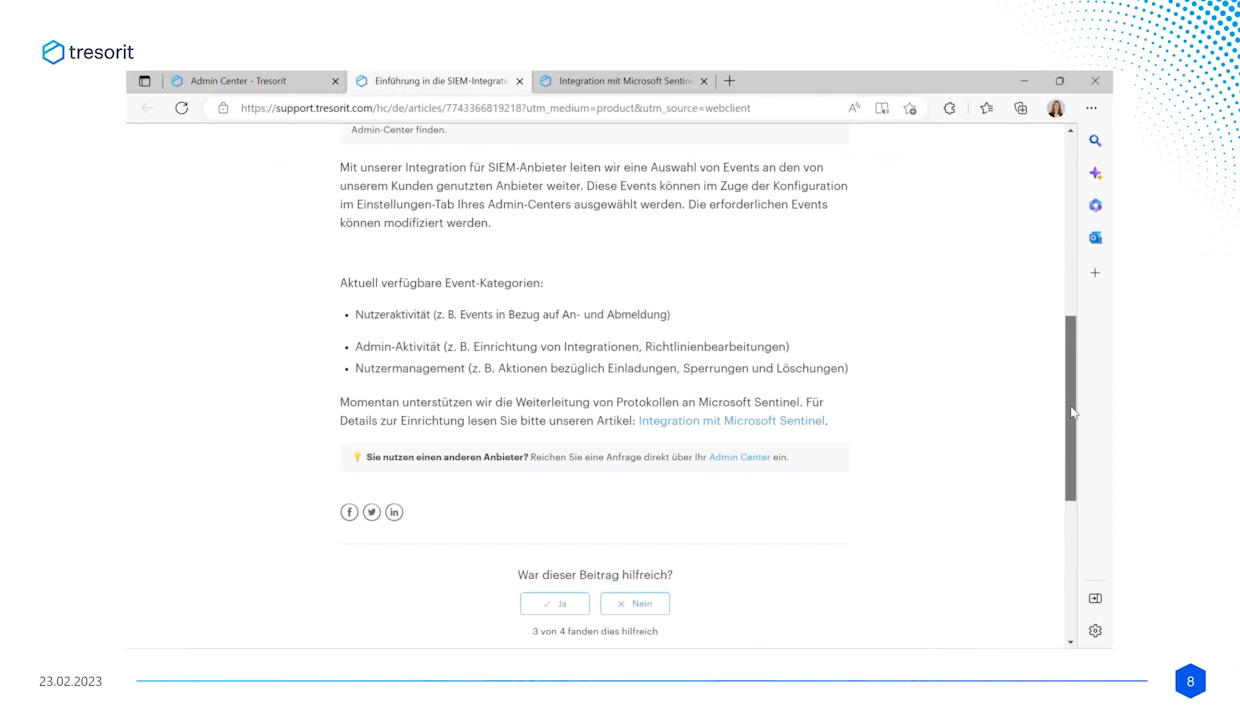 tresorit
Admin Center - Tresorit
Einführung in die SIEM-Integrati
Integration mit Microsoft Sentin
https://support.tresorit.com/hc/de/articles/7743366819218?utm_medium=product&utm_source=webclient
Admin-Center finden.
Mit unserer Integration für SIEM-Anbieter leiten wir eine Auswahl von Events an den von
unserem Kunden genutzten Anbieter weiter. Diese Events können im Zuge der Konfiguration
im Einstellungen-Tab Ihres Admin-Centers ausgewählt werden. Die erforderlichen Events
können modifiziert werden.
Aktuell verfügbare Event-Kategorien:
• Nutzeraktivität (z. B. Events in Bezug auf An- und Abmeldung)
• Admin-Aktivität (z. B. Einrichtung von Integrationen, Richtlinienbearbeitungen)
• Nutzermanagement (z. B. Aktionen bezüglich Einladungen, Sperrungen und Löschungen)
Momentan unterstützen wir die Weiterleitung von Protokollen an Microsoft Sentinel. Für
Details zur Einrichtung lesen Sie bitte unseren Artikel: Integration mit Microsoft Sentinel.
Sie nutzen einen anderen Anbieter? Reichen Sie eine Anfrage direkt über Ihr Admin Center ein.
War dieser Beitrag hilfreich?
Ja
Nein
3 von 4 fanden dies hilfreich
23.02.2023
8